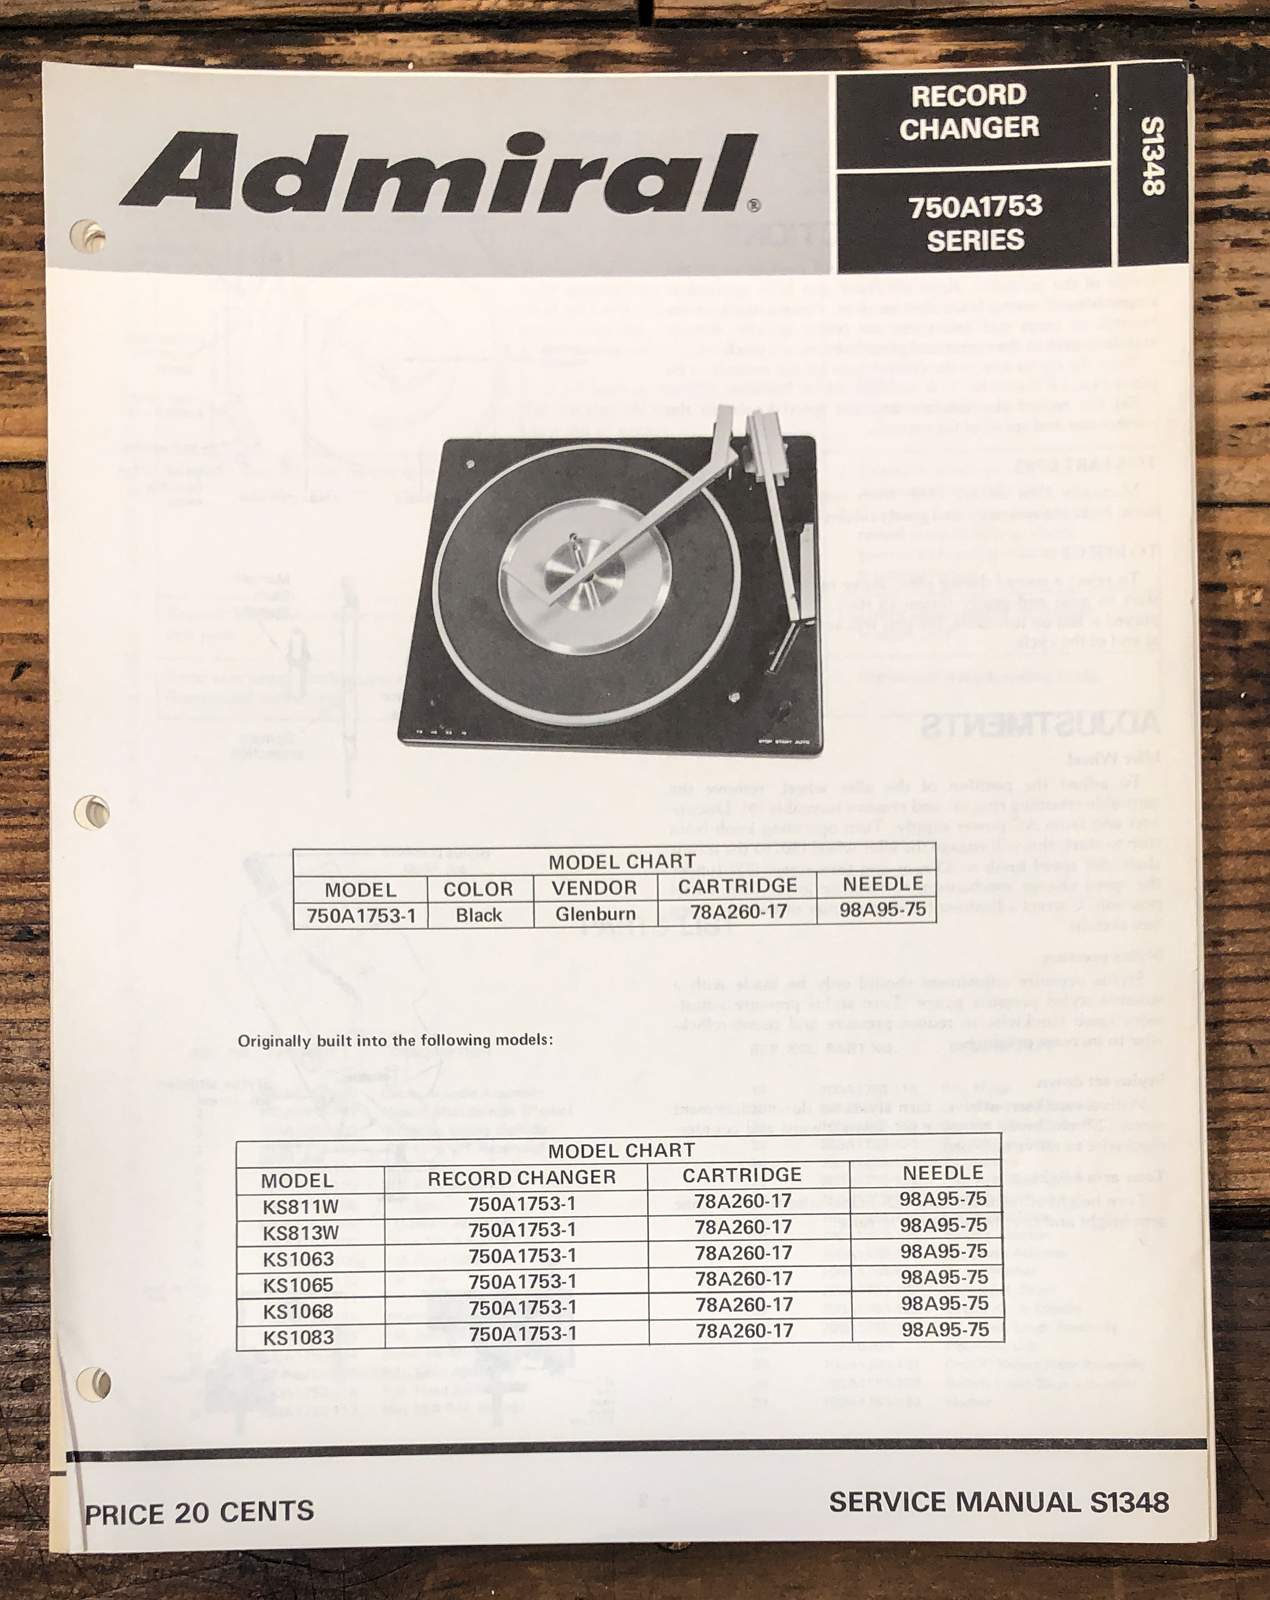 Admiral®
RECORD
CHANGER
750A1753
SERIES
S1348
STOP START AUTO
MODEL CHART
MODEL COLOR VENDOR CARTRIDGE NEEDLE
750A1753-1 Black Glenburn 78A260-17 98A95-75
Originally built into the following models:
MODEL CHART
MODEL RECORD CHANGER CARTRIDGE NEEDLE
KS811W 750A1753-1 78A260-17 98A95-75
KS813W 750A1753-1 78A260-17 98A95-75
KS1063 750A1753-1 78A260-17 98A95-75
KS1065 750A1753-1 78A260-17 98A95-75
KS1068 750A1753-1 78A260-17 98A95-75
KS1083 750A1753-1 78A260-17 98A95-75
PRICE 20 CENTS
SERVICE MANUAL S1348